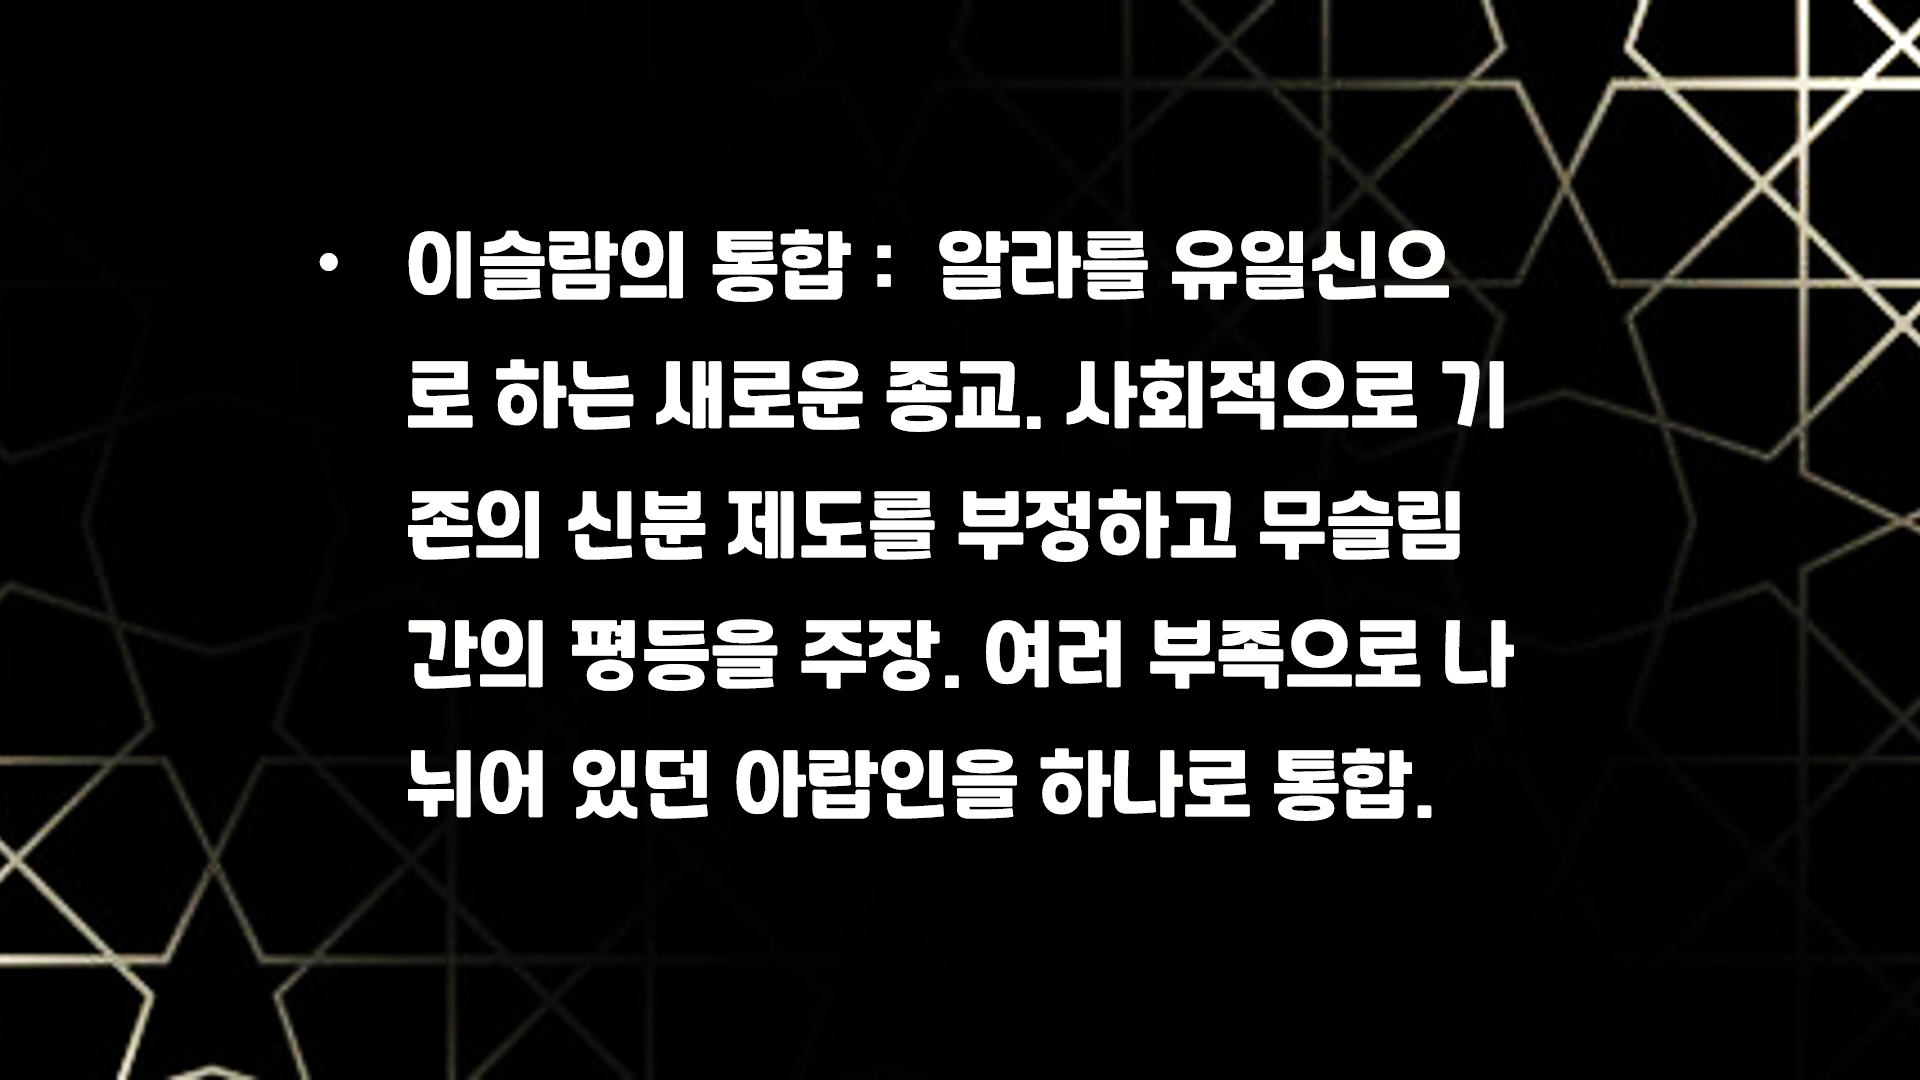 • 이슬람의 통합 :  알라를 유일신으
로 하는 새로운 종교. 사회적으로 기
존의 신분 제도를 부정하고 무슬림
간의 평등을 주장. 여러 부족으로 나
뉘어 있던 아랍인을 하나로 통합.